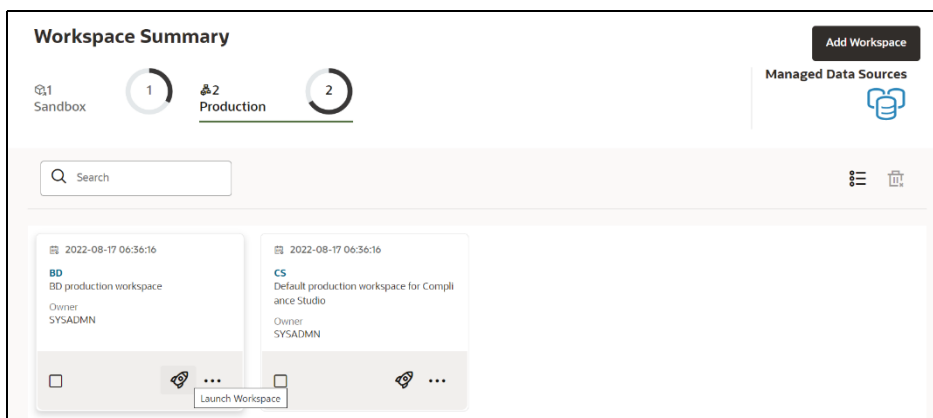 Workspace Summary
Add Workspace
1
Sandbox
1
2
Production
2
Managed Data Sources
Search
2022-08-17 06:36:16
BD
BD production workspace
Owner
SYSADMN
Launch Workspace
2022-08-17 06:36:16
CS
Default production workspace for Compli
ance Studio
Owner
SYSADMN